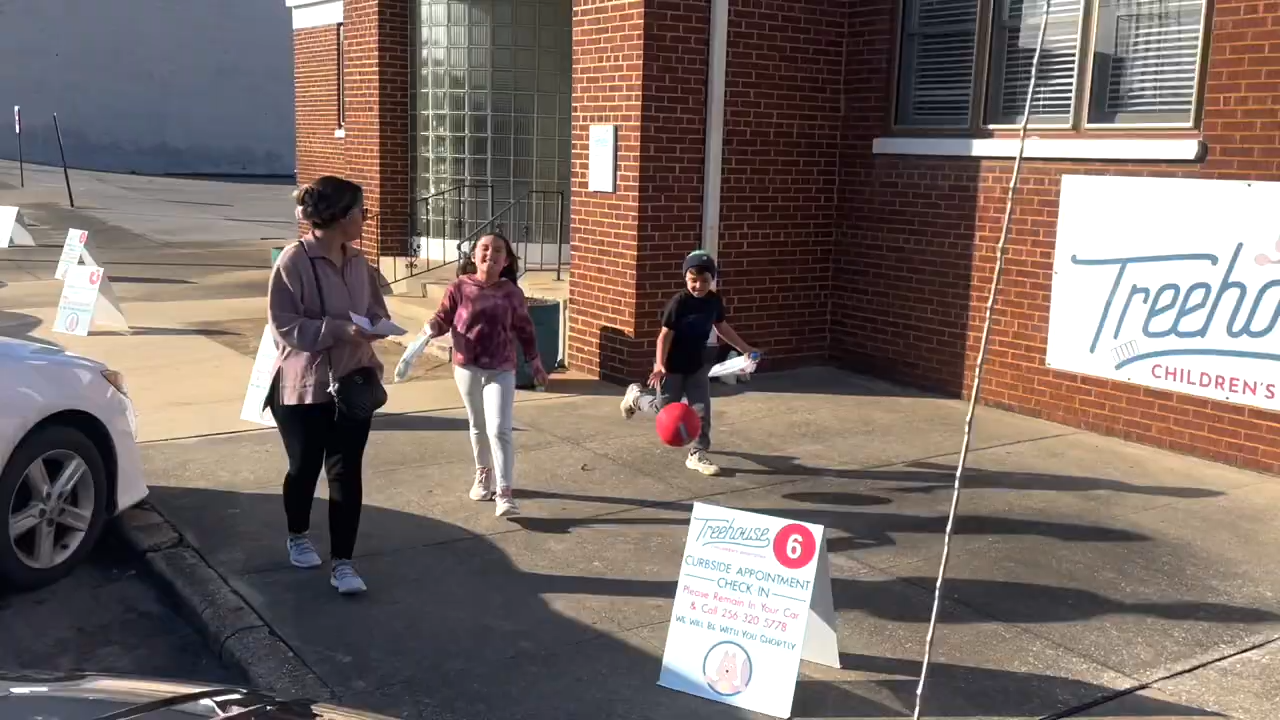 Treeho
CHILDREN'S
Treehouse
6
CURBSIDE APPOINTMENT
CHECK IN
Please Remain In Your Car
& Call 256 320 5778
WE WILL BE WITH YOU SHORTLY